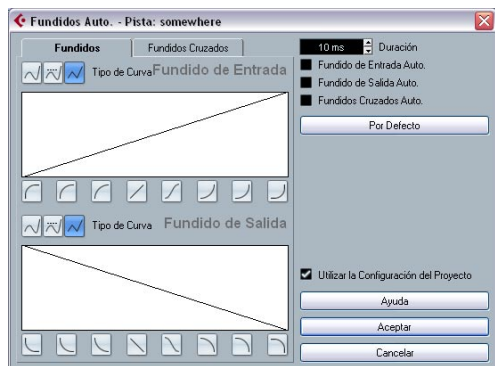 Fundidos Auto. - Pista: somewhere
Fundidos
Fundidos Cruzados
Tipo de Curva
Fundido de Entrada
Tipo de Curva
Fundido de Salida
10 ms
Duración
Fundido de Entrada Auto.
Fundido de Salida Auto.
Fundidos Cruzados Auto.
Por Defecto
Utilizar la Configuración del Proyecto
Ayuda
Aceptar
Cancelar